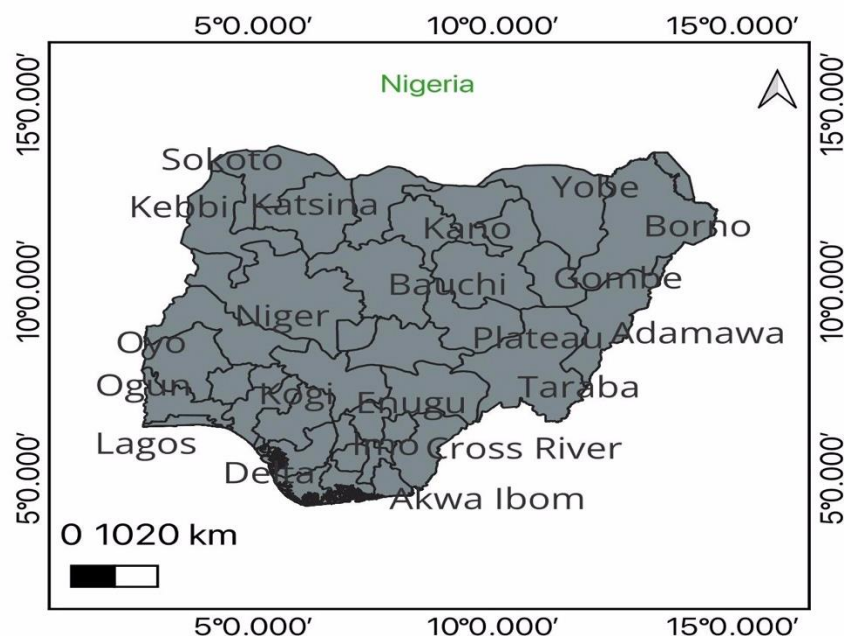 5°0.000′ 10°0.000′ 15°0.000′
15°0.000′ 15°0.000′
Nigeria
Sokoto
Yobe
Kebbi Katsina
Kano Borno
10°0.000′ 10°0.000′
Bauchi Gombe
Niger
Oyo Plateau Adamawa
Ogun Kogi Enugu Taraba
Lagos Imo Cross River
5°0.000′ 5°0.000′
Delta
Akwa Ibom
0 1020 km
5°0.000′ 10°0.000′ 15°0.000′